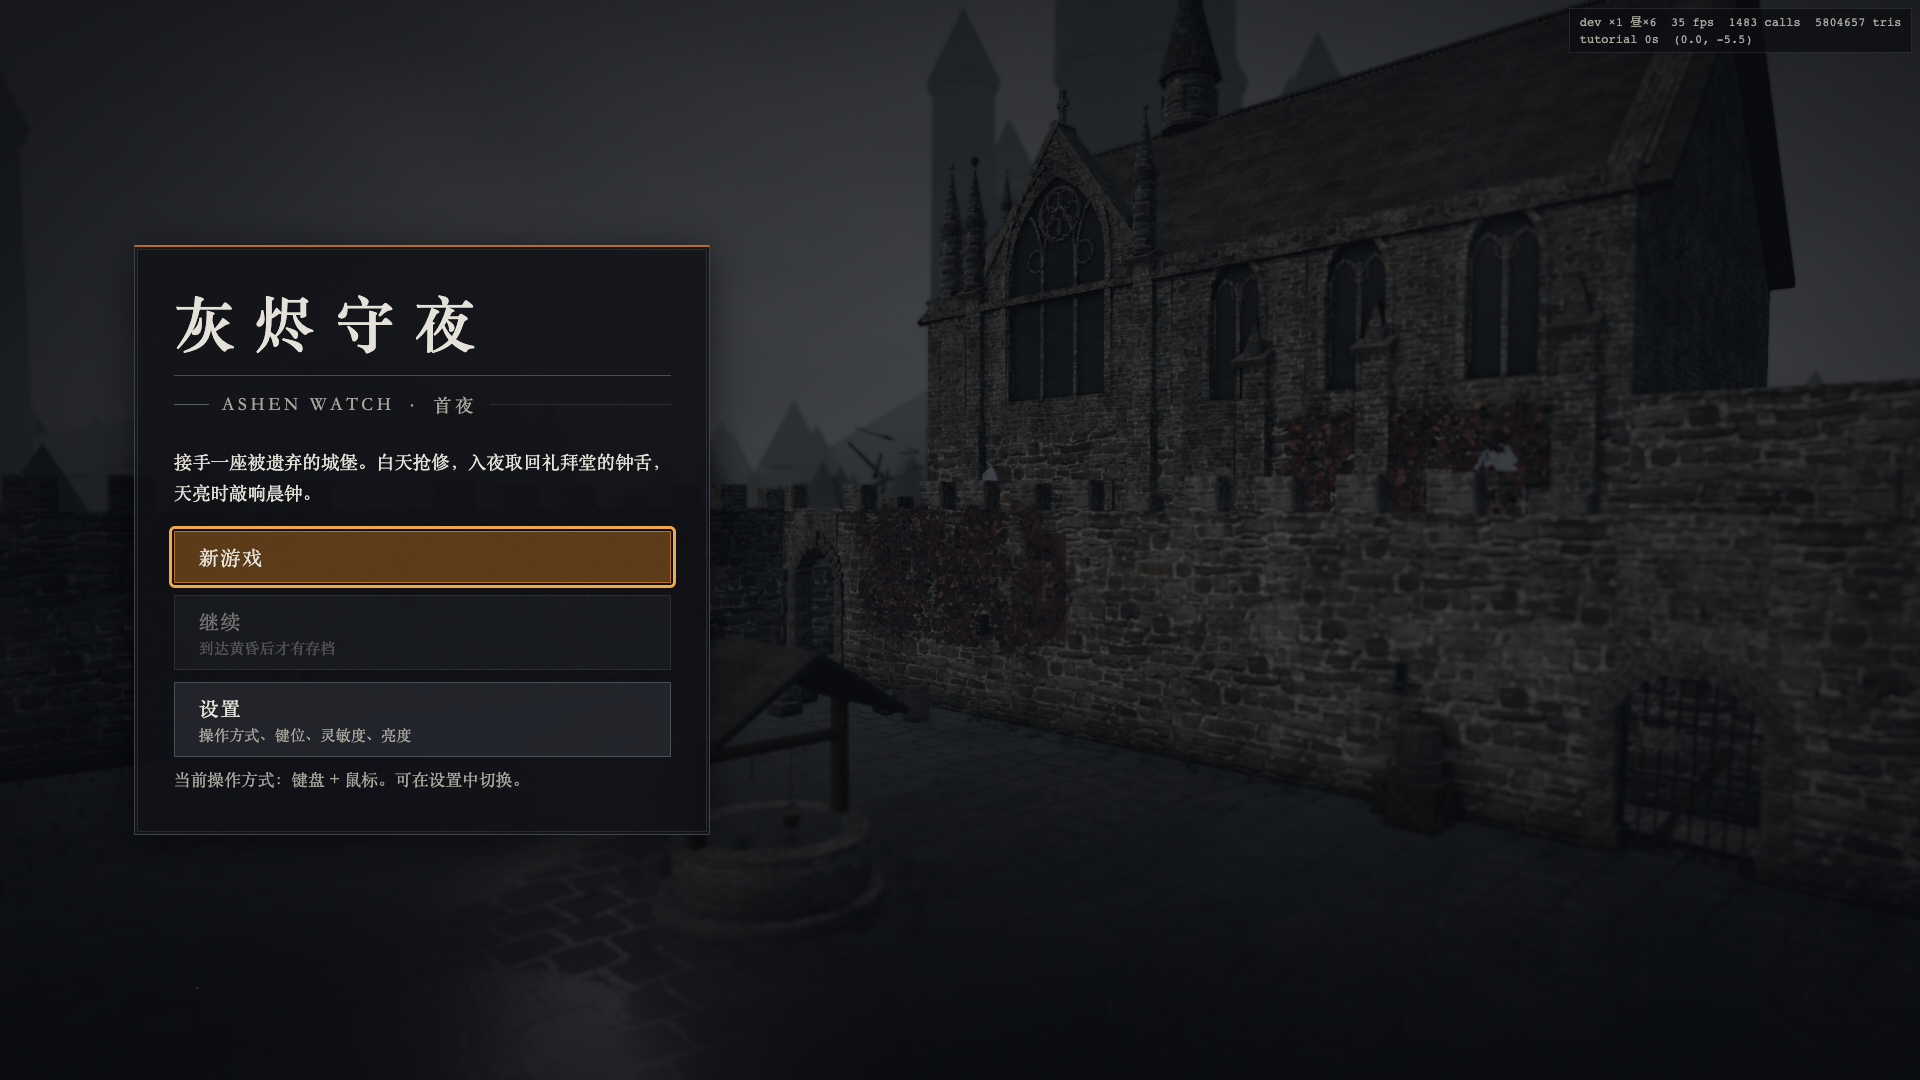 dev ×1 昼×6 35 fps 1483 calls 5804657 tris
tutorial 0s (0.0, -5.5)
灰烬守夜
ASHEN WATCH · 首夜
接手一座被遗弃的城堡。白天抢修，入夜取回礼拜堂的钟舌，
天亮时敲响晨钟。
新游戏
继续
到达黄昏后才有存档
设置
操作方式、键位、灵敏度、亮度
当前操作方式：键盘 + 鼠标。可在设置中切换。